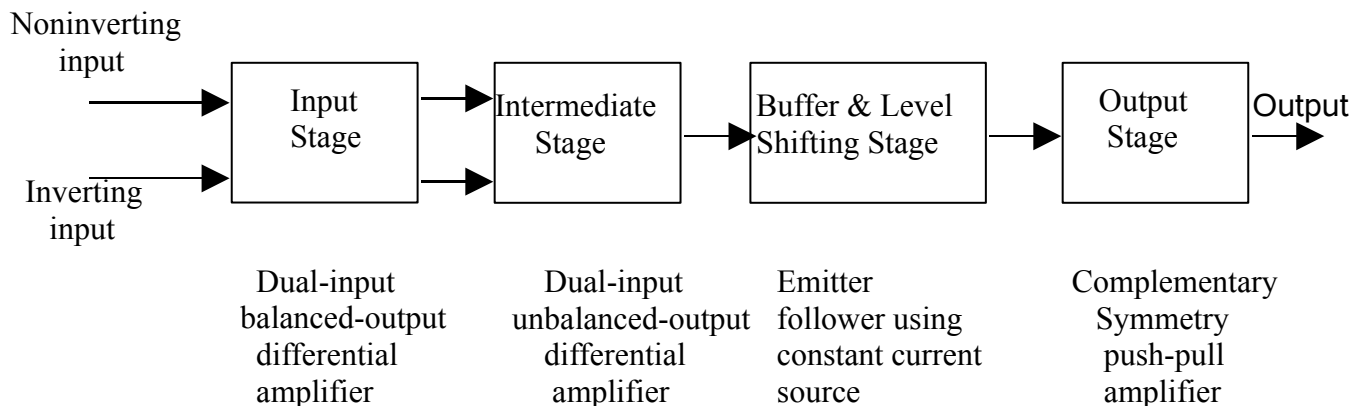 Noninverting
input
Inverting
input
Input
Stage
Intermediate
Stage
Buffer & Level
Shifting Stage
Output
Stage
Output
Dual-input
balanced-output
differential
amplifier
Dual-input
unbalanced-output
differential
amplifier
Emitter
follower using
constant current
source
Complementary
Symmetry
push-pull
amplifier